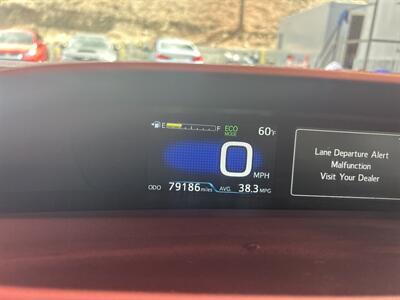 E F
ECO
MODE
60°F
0
MPH
ODO 79186 miles AVG. 38.3 MPG
Lane Departure Alert
Malfunction
Visit Your Dealer